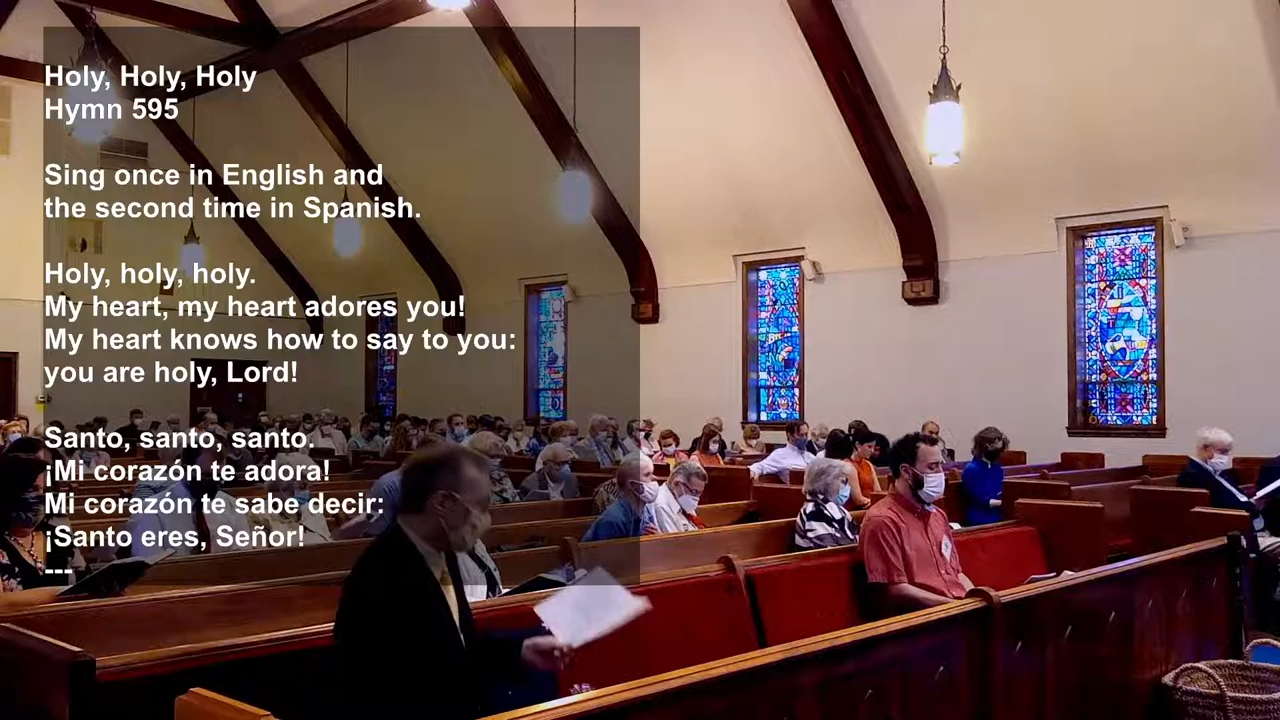 Holy, Holy, Holy
Hymn 595
Sing once in English and
the second time in Spanish.
Holy, holy, holy.
My heart, my heart adores you!
My heart knows how to say to you:
you are holy, Lord!
Santo, santo, santo.
¡Mi corazón te adora!
Mi corazón te sabe decir:
¡Santo eres, Señor!
---